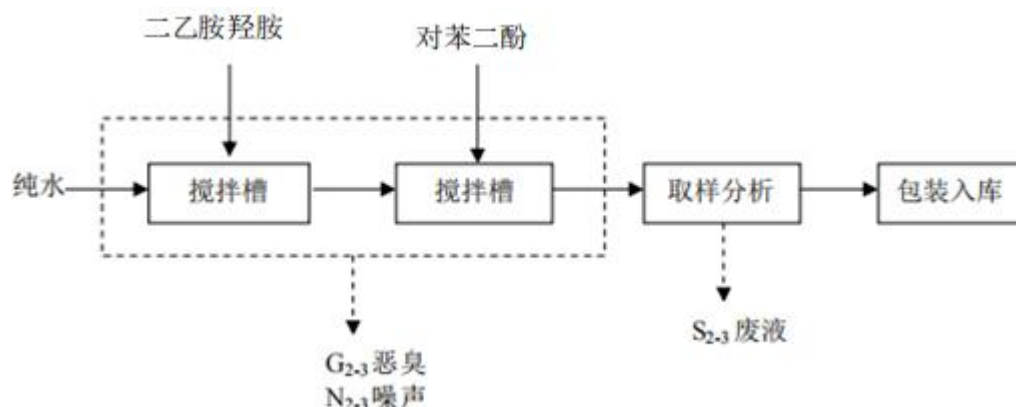 二乙胺羟胺
对苯二酚
纯水
搅拌槽
搅拌槽
取样分析
包装入库
S₂₋₃废液
G₂₋₃恶臭
N₂₋₃噪声